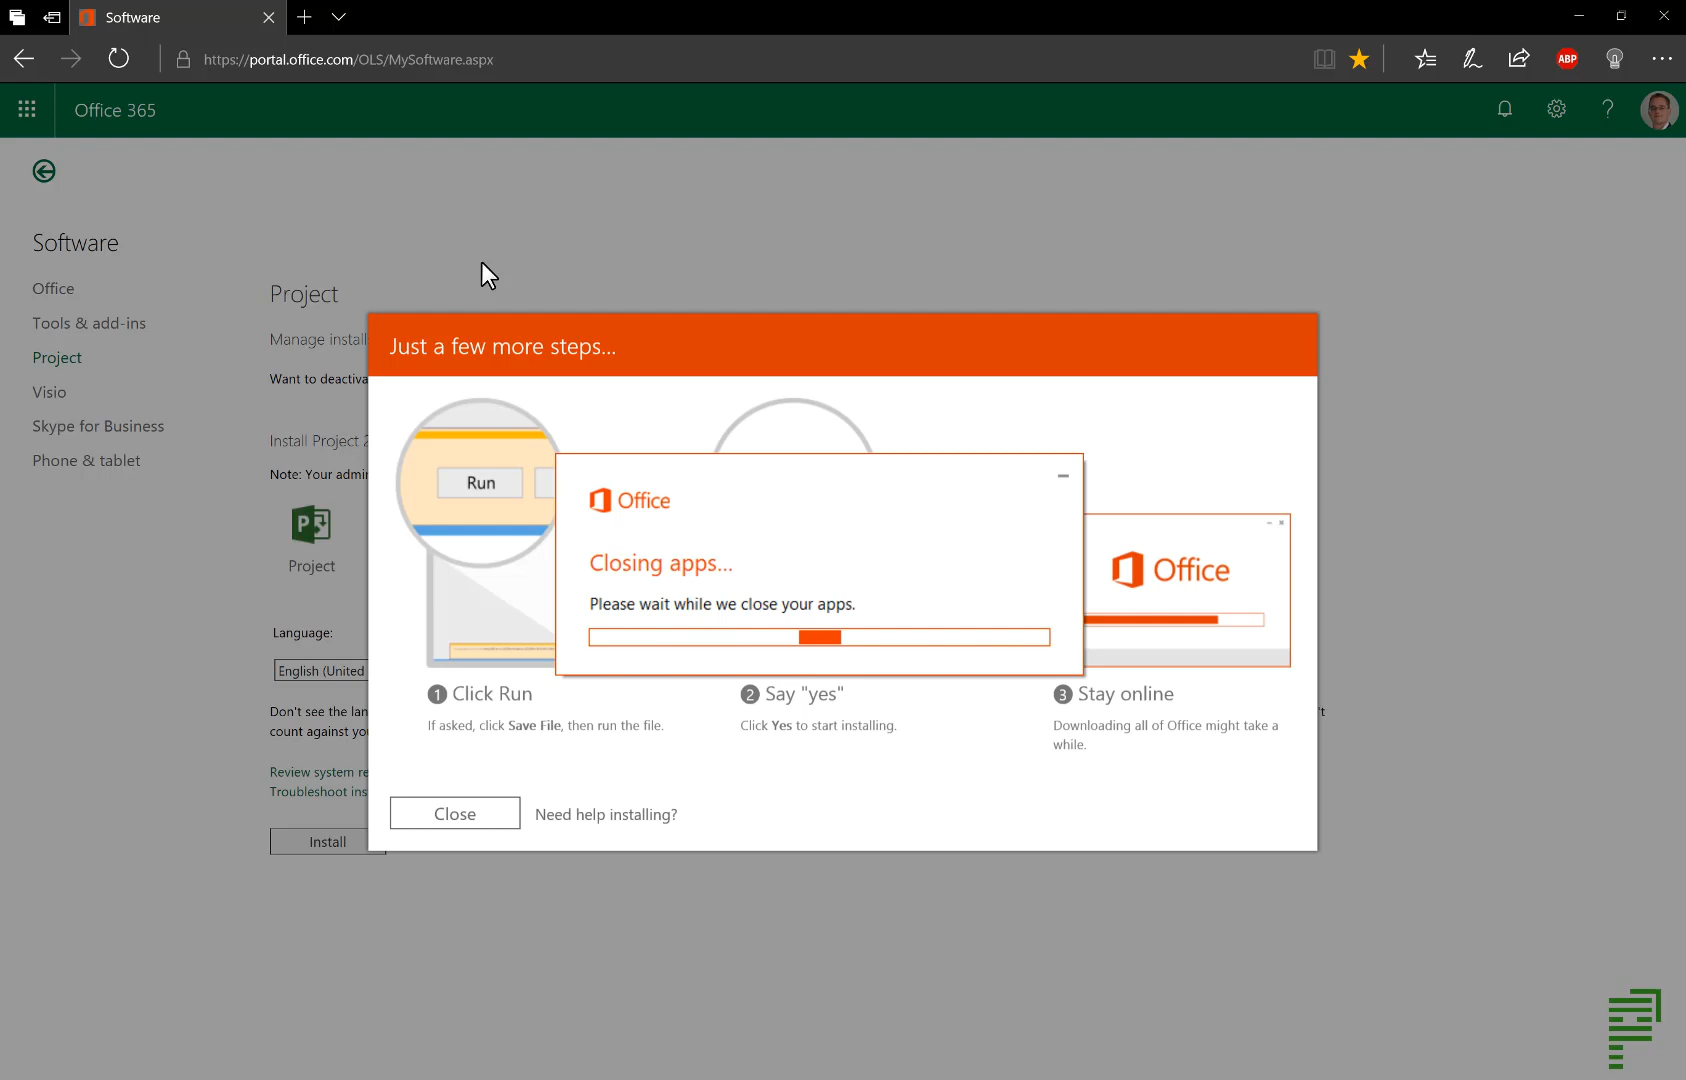 Software
https://portal.office.com/OLS/MySoftware.aspx
ABP
Office 365
?
Software
Office
Tools & add-ins
Project
Visio
Skype for Business
Phone & tablet
Project
Manage install
Want to deactiva
Install Project 2
Note: Your admin
P
Project
Language:
English (United
Don't see the lan
't
count against yo
Review system re
Troubleshoot ins
Install
Just a few more steps...
Run
Office
Closing apps...
Please wait while we close your apps.
Office
1 Click Run
If asked, click Save File, then run the file.
2 Say "yes"
Click Yes to start installing.
3 Stay online
Downloading all of Office might take a
while.
Close
Need help installing?